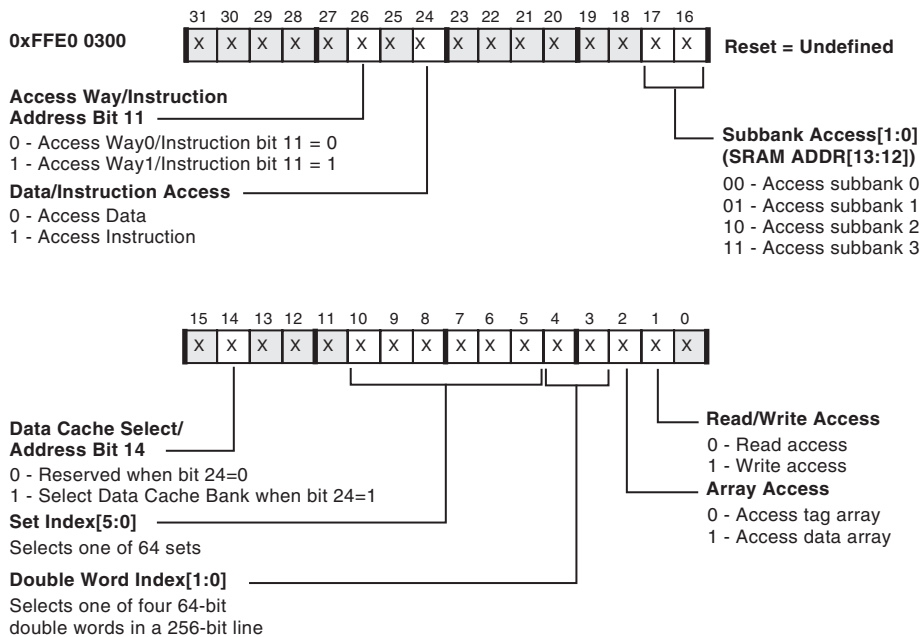 31 30 29 28 27 26 25 24 23 22 21 20 19 18 17 16
0xFFE0 0300 X X X X X X X X X X X X X X X X Reset = Undefined
Access Way/Instruction
Address Bit 11
0 - Access Way0/Instruction bit 11 = 0
1 - Access Way1/Instruction bit 11 = 1
Data/Instruction Access
0 - Access Data
1 - Access Instruction
Subbank Access[1:0]
(SRAM ADDR[13:12])
00 - Access subbank 0
01 - Access subbank 1
10 - Access subbank 2
11 - Access subbank 3
15 14 13 12 11 10 9 8 7 6 5 4 3 2 1 0
X X X X X X X X X X X X X X X X
Data Cache Select/
Address Bit 14
0 - Reserved when bit 24=0
1 - Select Data Cache Bank when bit 24=1
Set Index[5:0]
Selects one of 64 sets
Double Word Index[1:0]
Selects one of four 64-bit
double words in a 256-bit line
Read/Write Access
0 - Read access
1 - Write access
Array Access
0 - Access tag array
1 - Access data array